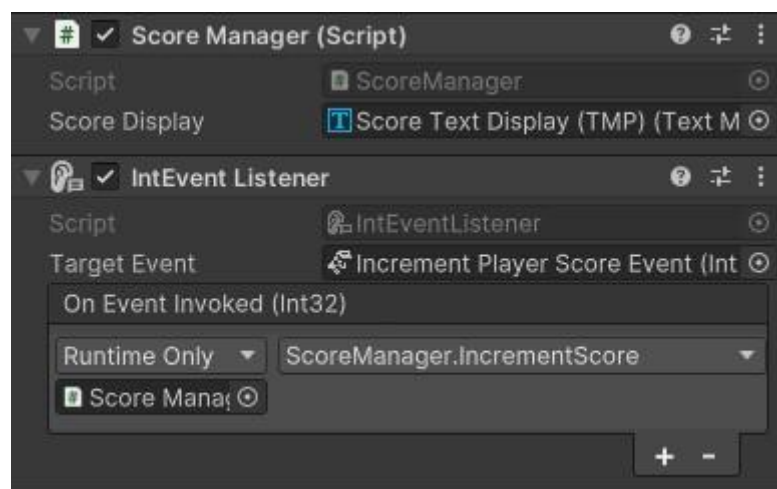 # Score Manager (Script)
Script # ScoreManager
Score Display T Score Text Display (TMP) (Text M
IntEvent Listener
Script IntEventListener
Target Event Increment Player Score Event (Int
On Event Invoked (Int32)
Runtime Only ScoreManager.IncrementScore
# Score Manag
+ -